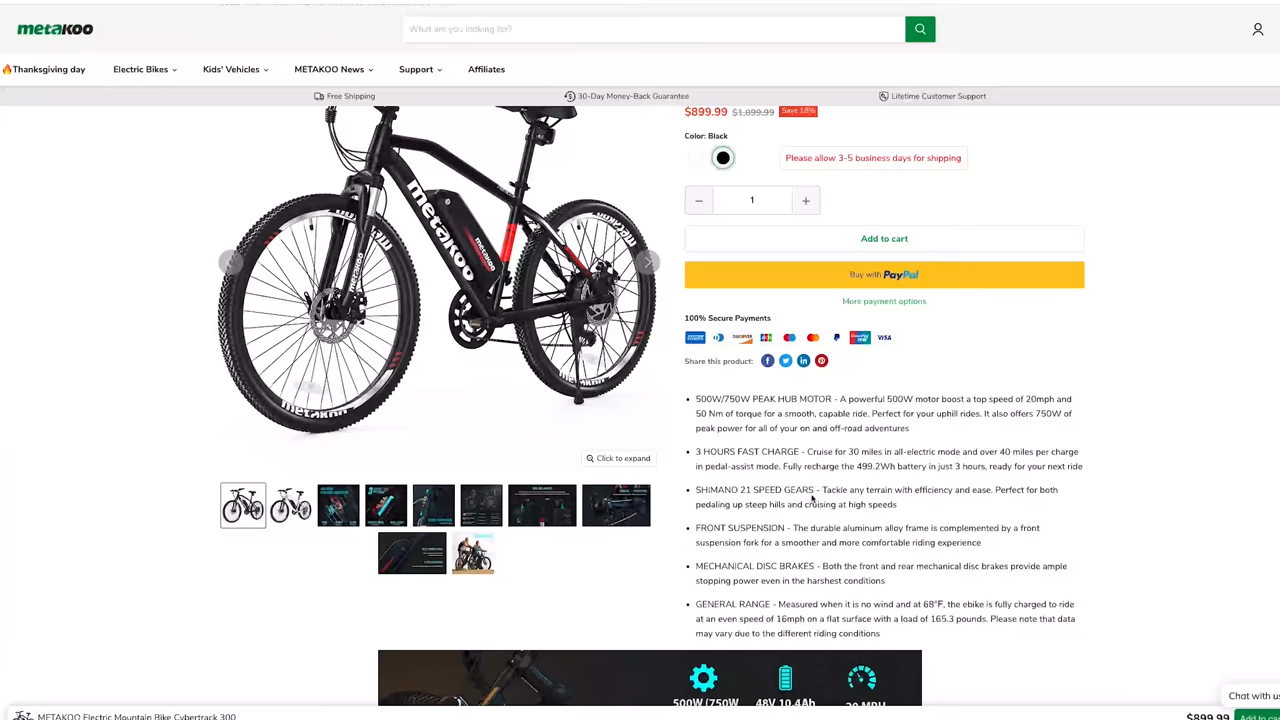 metakoo
What are you looking for?
🔥Thanksgiving day
Electric Bikes
Kids' Vehicles
METAKOO News
Support
Affiliates
Free Shipping
30-Day Money-Back Guarantee
Lifetime Customer Support
$899.99 $1,099.99 Save 18%
Color: Black
Please allow 3-5 business days for shipping
− 1 +
Add to cart
Buy with PayPal
More payment options
100% Secure Payments
DISCOVER
JCB
VISA
Share this product:
metakoo
metakoo
METAKOO
Click to expand
• 500W/750W PEAK HUB MOTOR - A powerful 500W motor boost a top speed of 20mph and
50 Nm of torque for a smooth, capable ride. Perfect for your uphill rides. It also offers 750W of
peak power for all of your on and off-road adventures
• 3 HOURS FAST CHARGE - Cruise for 30 miles in all-electric mode and over 40 miles per charge
in pedal-assist mode. Fully recharge the 499.2Wh battery in just 3 hours, ready for your next ride
• SHIMANO 21 SPEED GEARS - Tackle any terrain with efficiency and ease. Perfect for both
pedaling up steep hills and cruising at high speeds
• FRONT SUSPENSION - The durable aluminum alloy frame is complemented by a front
suspension fork for a smoother and more comfortable riding experience
• MECHANICAL DISC BRAKES - Both the front and rear mechanical disc brakes provide ample
stopping power even in the harshest conditions
• GENERAL RANGE - Measured when it is no wind and at 68°F, the ebike is fully charged to ride
at an even speed of 16mph on a flat surface with a load of 165.3 pounds. Please note that data
may vary due to the different riding conditions
500W/750W
48V 10.4Ah
20 MPH
Chat with us
METAKOO Electric Mountain Bike Cybertrack 300
$899.99
Add to ca